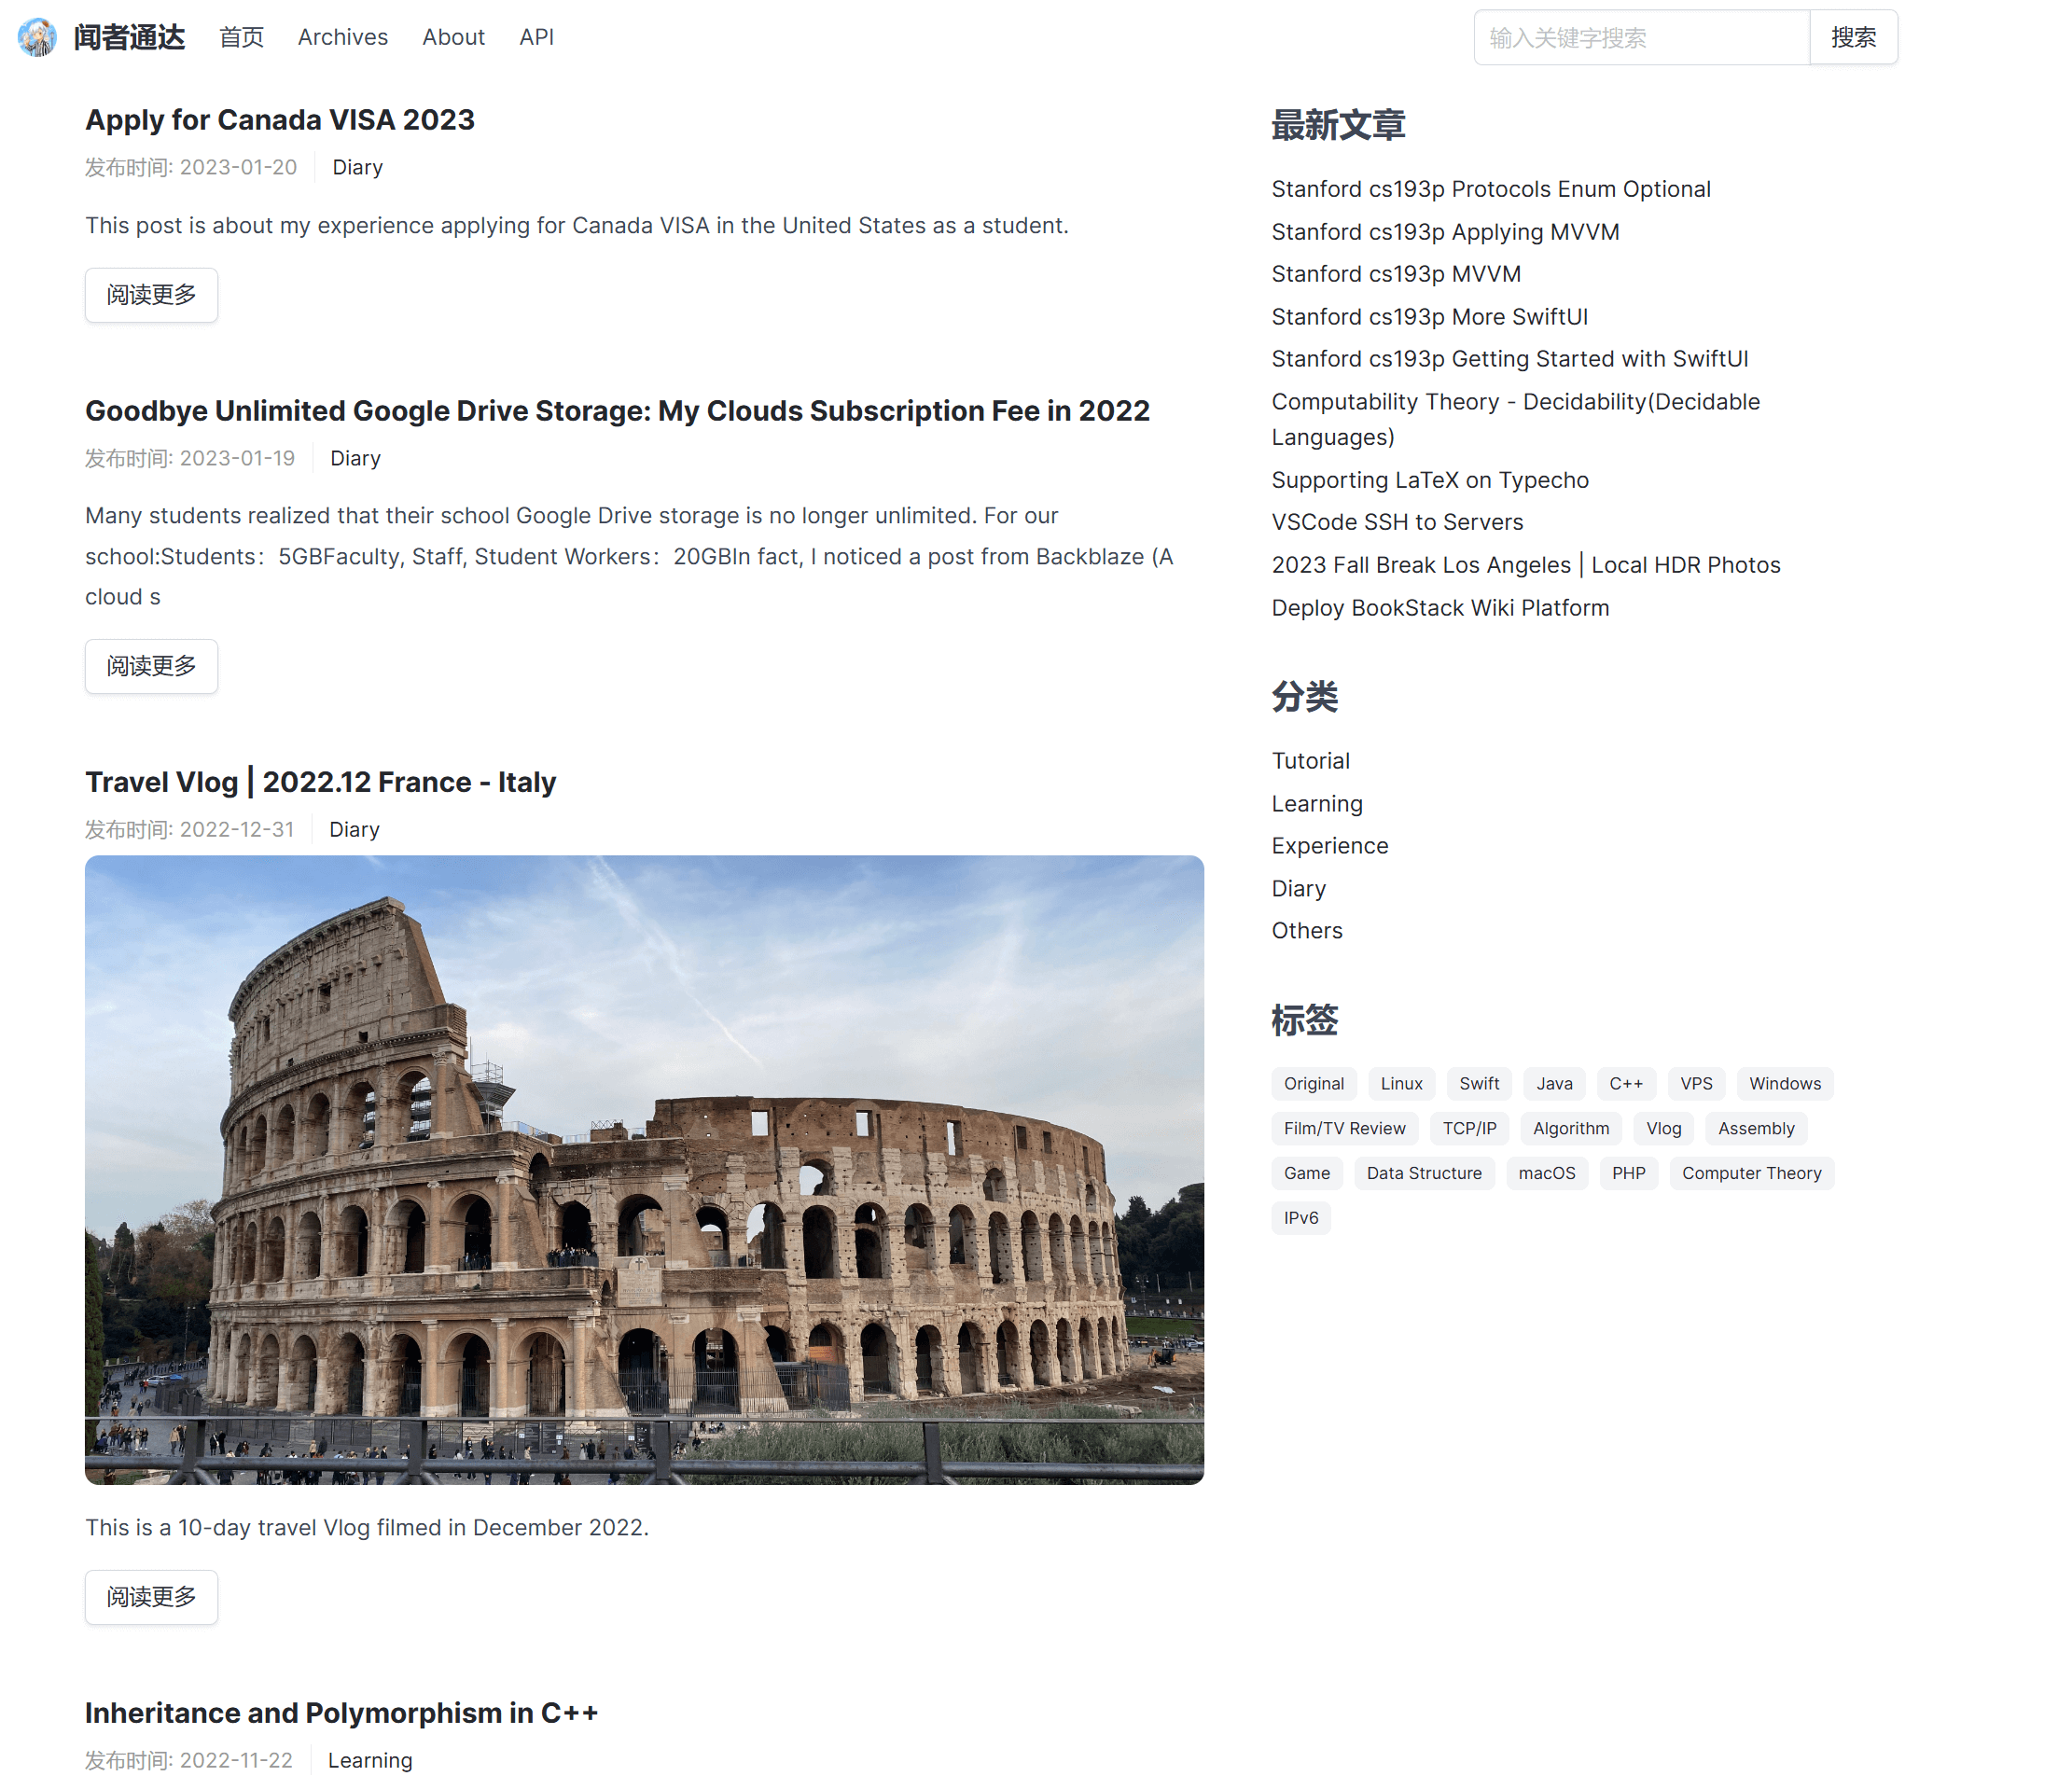 闻者通达
首页
Archives
About
API
输入关键字搜索
搜索
Apply for Canada VISA 2023
发布时间: 2023-01-20
Diary
This post is about my experience applying for Canada VISA in the United States as a student.
阅读更多
Goodbye Unlimited Google Drive Storage: My Clouds Subscription Fee in 2022
发布时间: 2023-01-19
Diary
Many students realized that their school Google Drive storage is no longer unlimited. For our
school:Students：5GBFaculty, Staff, Student Workers：20GBIn fact, I noticed a post from Backblaze (A
cloud s
阅读更多
Travel Vlog | 2022.12 France - Italy
发布时间: 2022-12-31
Diary
This is a 10-day travel Vlog filmed in December 2022.
阅读更多
Inheritance and Polymorphism in C++
发布时间: 2022-11-22
Learning
最新文章
Stanford cs193p Protocols Enum Optional
Stanford cs193p Applying MVVM
Stanford cs193p MVVM
Stanford cs193p More SwiftUI
Stanford cs193p Getting Started with SwiftUI
Computability Theory - Decidability(Decidable
Languages)
Supporting LaTeX on Typecho
VSCode SSH to Servers
2023 Fall Break Los Angeles | Local HDR Photos
Deploy BookStack Wiki Platform
分类
Tutorial
Learning
Experience
Diary
Others
标签
Original Linux Swift Java C++ VPS Windows
Film/TV Review TCP/IP Algorithm Vlog Assembly
Game Data Structure macOS PHP Computer Theory
IPv6